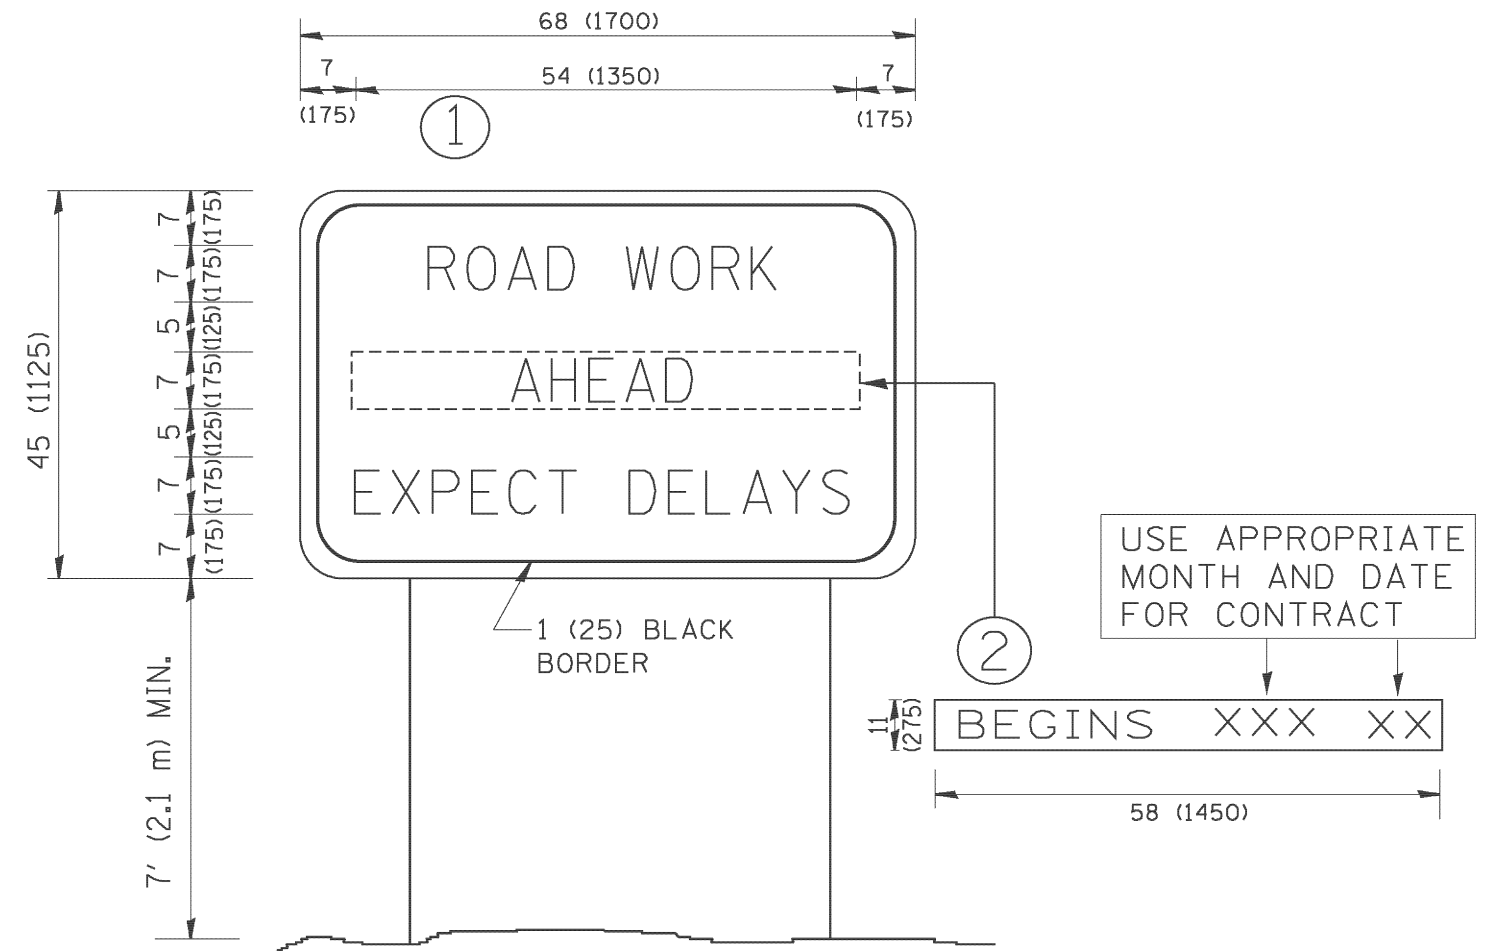 68 (1700)
7
54 (1350)
7
(175)
(175)
1
7
(175)
7
(175)
5
(125)
7
(175)
5
(125)
7
(175)
7
(175)
45 (1125)
ROAD WORK
AHEAD
EXPECT DELAYS
1 (25) BLACK
BORDER
7' (2.1 m) MIN.
USE APPROPRIATE
MONTH AND DATE
FOR CONTRACT
2
11
(275)
BEGINS XXX XX
58 (1450)